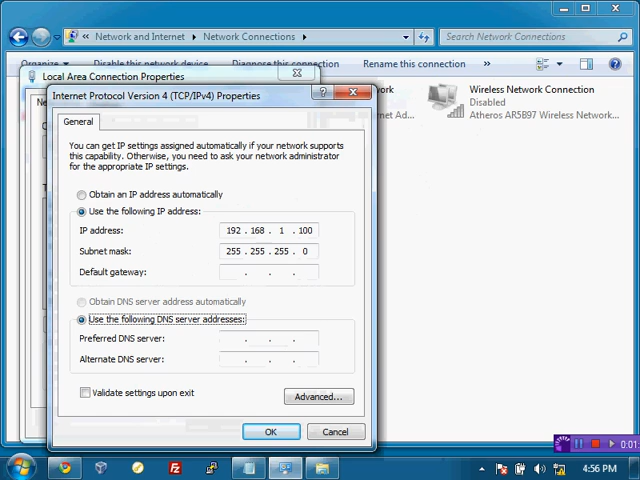 Network and Internet ▸ Network Connections ▸
Search Network Connections
Organize Disable this network device Diagnose this connection Rename this connection »
Local Area Connection Properties
Internet Protocol Version 4 (TCP/IPv4) Properties
General
You can get IP settings assigned automatically if your network supports
this capability. Otherwise, you need to ask your network administrator
for the appropriate IP settings.
Obtain an IP address automatically
Use the following IP address:
IP address: 192 . 168 . 1 . 100
Subnet mask: 255 . 255 . 255 . 0
Default gateway: . . .
Obtain DNS server address automatically
Use the following DNS server addresses:
Preferred DNS server: . . .
Alternate DNS server: . . .
Validate settings upon exit
Advanced...
OK Cancel
Wireless Network Connection
Disabled
Atheros AR5B97 Wireless Network...
4:56 PM